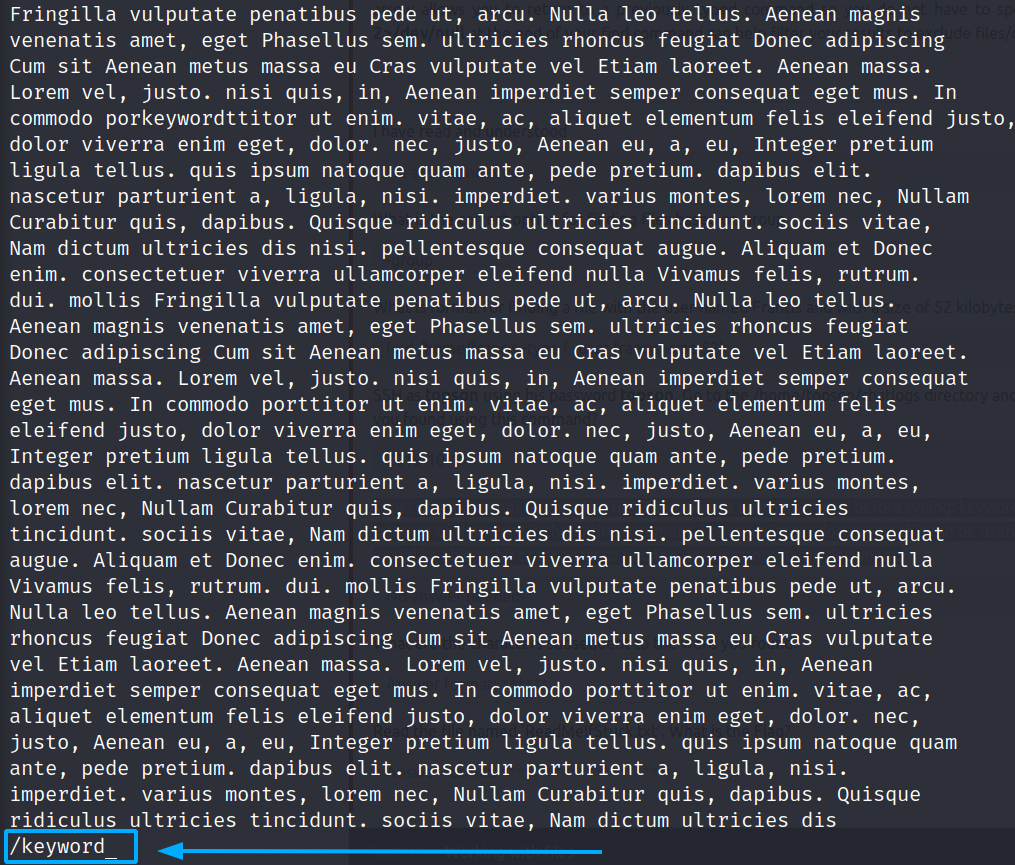 Fringilla vulputate penatibus pede ut, arcu. Nulla leo tellus. Aenean magnis
venenatis amet, eget Phasellus sem. ultricies rhoncus feugiat Donec adipiscing
Cum sit Aenean metus massa eu Cras vulputate vel Etiam laoreet. Aenean massa.
Lorem vel, justo. nisi quis, in, Aenean imperdiet semper consequat eget mus. In
commodo porkeywordttitor ut enim. vitae, ac, aliquet elementum felis eleifend justo,
dolor viverra enim eget, dolor. nec, justo, Aenean eu, a, eu, Integer pretium
ligula tellus. quis ipsum natoque quam ante, pede pretium. dapibus elit.
nascetur parturient a, ligula, nisi. imperdiet. varius montes, lorem nec, Nullam
Curabitur quis, dapibus. Quisque ridiculus ultricies tincidunt. sociis vitae,
Nam dictum ultricies dis nisi. pellentesque consequat augue. Aliquam et Donec
enim. consectetuer viverra ullamcorper eleifend nulla Vivamus felis, rutrum.
dui. mollis Fringilla vulputate penatibus pede ut, arcu. Nulla leo tellus.
Aenean magnis venenatis amet, eget Phasellus sem. ultricies rhoncus feugiat
Donec adipiscing Cum sit Aenean metus massa eu Cras vulputate vel Etiam laoreet.
Aenean massa. Lorem vel, justo. nisi quis, in, Aenean imperdiet semper consequat
eget mus. In commodo porttitor ut enim. vitae, ac, aliquet elementum felis
eleifend justo, dolor viverra enim eget, dolor. nec, justo, Aenean eu, a, eu,
Integer pretium ligula tellus. quis ipsum natoque quam ante, pede pretium.
dapibus elit. nascetur parturient a, ligula, nisi. imperdiet. varius montes,
lorem nec, Nullam Curabitur quis, dapibus. Quisque ridiculus ultricies
tincidunt. sociis vitae, Nam dictum ultricies dis nisi. pellentesque consequat
augue. Aliquam et Donec enim. consectetuer viverra ullamcorper eleifend nulla
Vivamus felis, rutrum. dui. mollis Fringilla vulputate penatibus pede ut, arcu.
Nulla leo tellus. Aenean magnis venenatis amet, eget Phasellus sem. ultricies
rhoncus feugiat Donec adipiscing Cum sit Aenean metus massa eu Cras vulputate
vel Etiam laoreet. Aenean massa. Lorem vel, justo. nisi quis, in, Aenean
imperdiet semper consequat eget mus. In commodo porttitor ut enim. vitae, ac,
aliquet elementum felis eleifend justo, dolor viverra enim eget, dolor. nec,
justo, Aenean eu, a, eu, Integer pretium ligula tellus. quis ipsum natoque quam
ante, pede pretium. dapibus elit. nascetur parturient a, ligula, nisi.
imperdiet. varius montes, lorem nec, Nullam Curabitur quis, dapibus. Quisque
ridiculus ultricies tincidunt. sociis vitae, Nam dictum ultricies dis
/keyword_